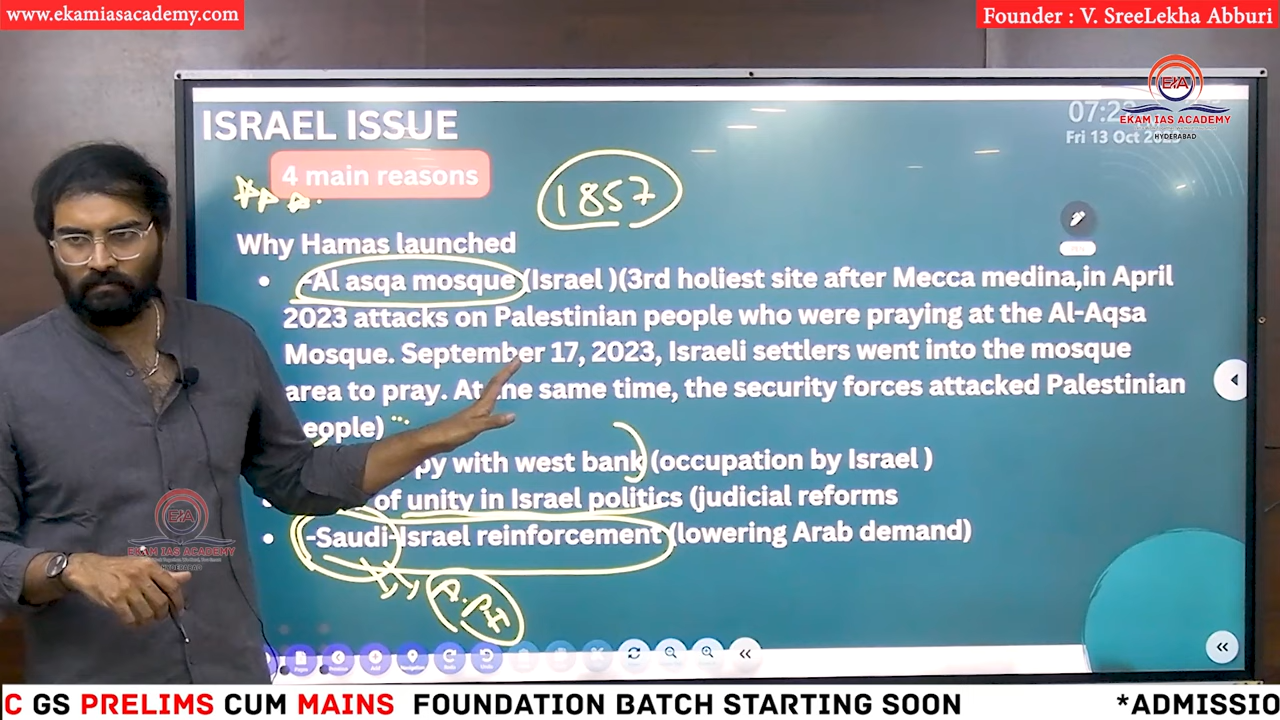 www.ekamiasacademy.com
Founder : V. SreeLekha Abburi
EKAM IAS ACADEMY
HYDERABAD
ISRAEL ISSUE
Fri 13 Oct
4 main reasons
1857
Why Hamas launched
-Al asqa mosque (Israel )(3rd holiest site after Mecca medina,in April
2023 attacks on Palestinian people who were praying at the Al-Aqsa
Mosque. September 17, 2023, Israeli settlers went into the mosque
area to pray. At the same time, the security forces attacked Palestinian
eople)
py with west bank (occupation by Israel )
of unity in Israel politics (judicial reforms
-Saudi-Israel reinforcement (lowering Arab demand)
EKAM IAS ACADEMY
HYDERABAD
C GS PRELIMS CUM MAINS FOUNDATION BATCH STARTING SOON *ADMISSIO